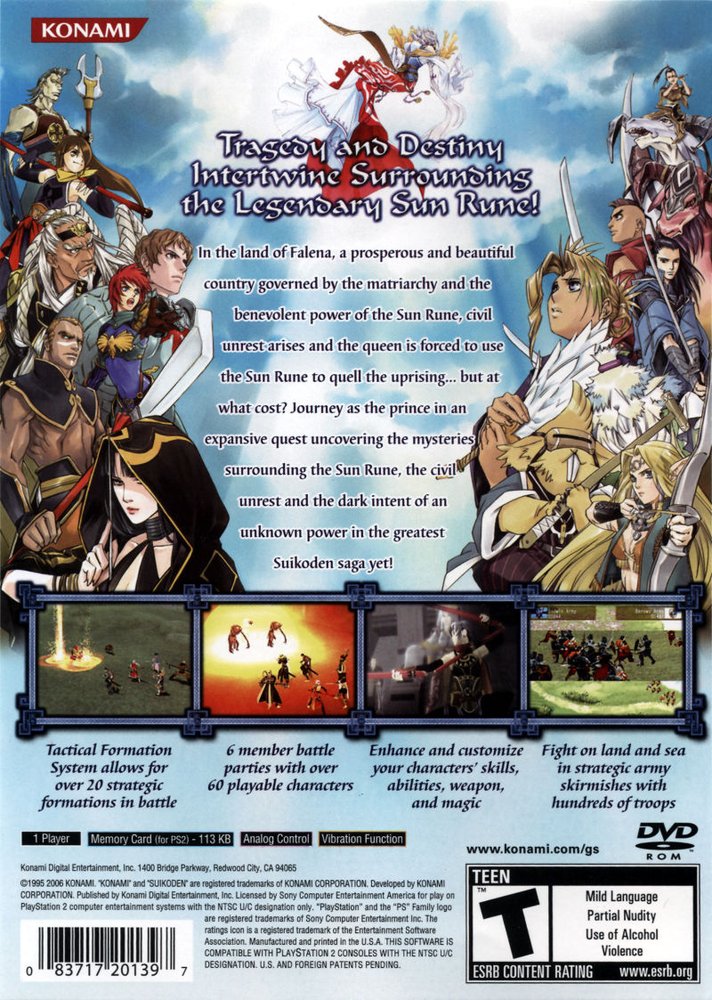 KONAMI
Tragedy and Destiny
Intertwine Surrounding
the Legendary Sun Rune!
In the land of Falena, a prosperous and beautiful
country governed by the matriarchy and the
benevolent power of the Sun Rune, civil
unrest arises and the queen is forced to use
the Sun Rune to quell the uprising... but at
what cost? Journey as the prince in an
expansive quest uncovering the mysteries
surrounding the Sun Rune, the civil
unrest and the dark intent of an
unknown power in the greatest
Suikoden saga yet!
Tactical Formation
System allows for
over 20 strategic
formations in battle
6 member battle
parties with over
60 playable characters
Enhance and customize
your characters' skills,
abilities, weapon,
and magic
Fight on land and sea
in strategic army
skirmishes with
hundreds of troops
1 Player
Memory Card (for PS2) - 113 KB
Analog Control
Vibration Function
www.konami.com/gs
DVD
ROM
Konami Digital Entertainment, Inc. 1400 Bridge Parkway, Redwood City, CA 94065
©1995 2006 KONAMI. "KONAMI" and "SUIKODEN" are registered trademarks of KONAMI CORPORATION. Developed by KONAMI
CORPORATION. Published by Konami Digital Entertainment, Inc. Licensed by Sony Computer Entertainment America for play on
PlayStation 2 computer entertainment systems with the NTSC U/C designation only. "PlayStation" and the "PS" Family logo
are registered trademarks of Sony Computer Entertainment Inc. The
ratings icon is a registered trademark of the Entertainment Software
Association. Manufactured and printed in the U.S.A. THIS SOFTWARE IS
COMPATIBLE WITH PLAYSTATION 2 CONSOLES WITH THE NTSC U/C
DESIGNATION. U.S. AND FOREIGN PATENTS PENDING.
0 83717 20139 7
TEEN
T
TM
Mild Language
Partial Nudity
Use of Alcohol
Violence
ESRB CONTENT RATING www.esrb.org